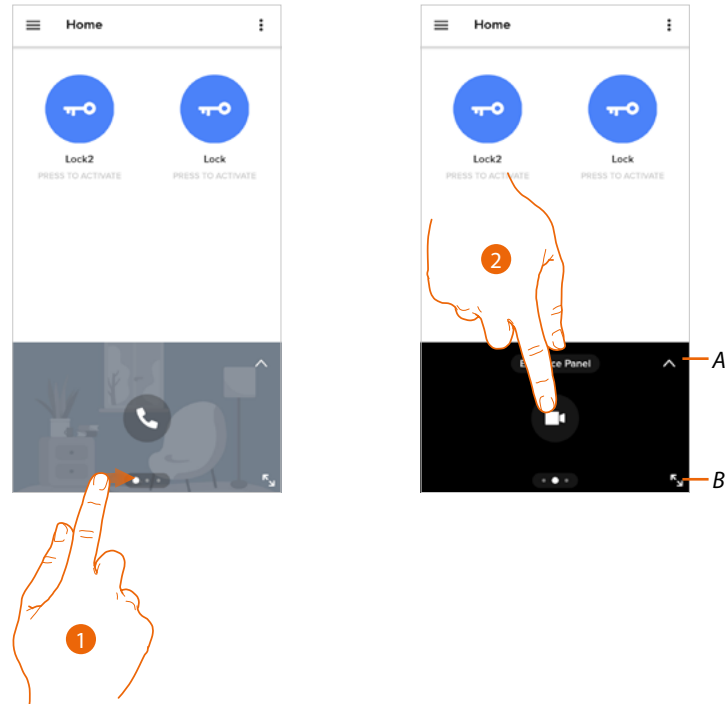 Home
Lock2
Lock
PRESS TO ACTIVATE
PRESS TO ACTIVATE
1
Home
Lock2
Lock
PRESS TO ACTIVATE
PRESS TO ACTIVATE
2
Panel
A
B